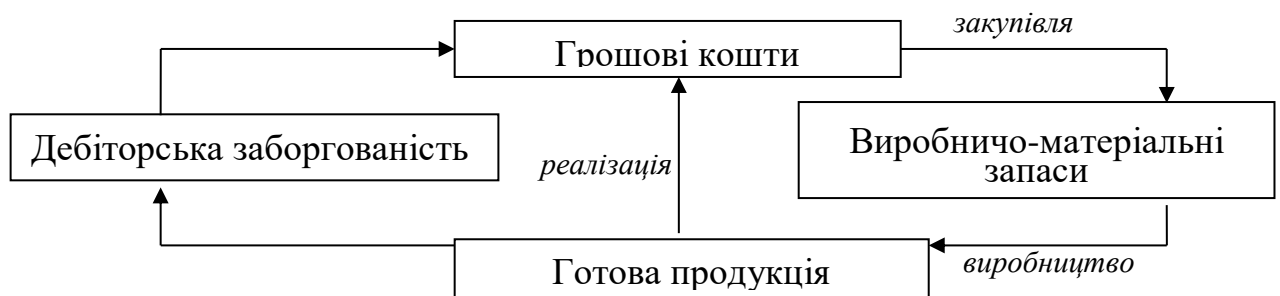 закупівля
Грошові кошти
Дебіторська заборгованість
реалізація
Виробничо-матеріальні
запаси
Готова продукція
виробництво